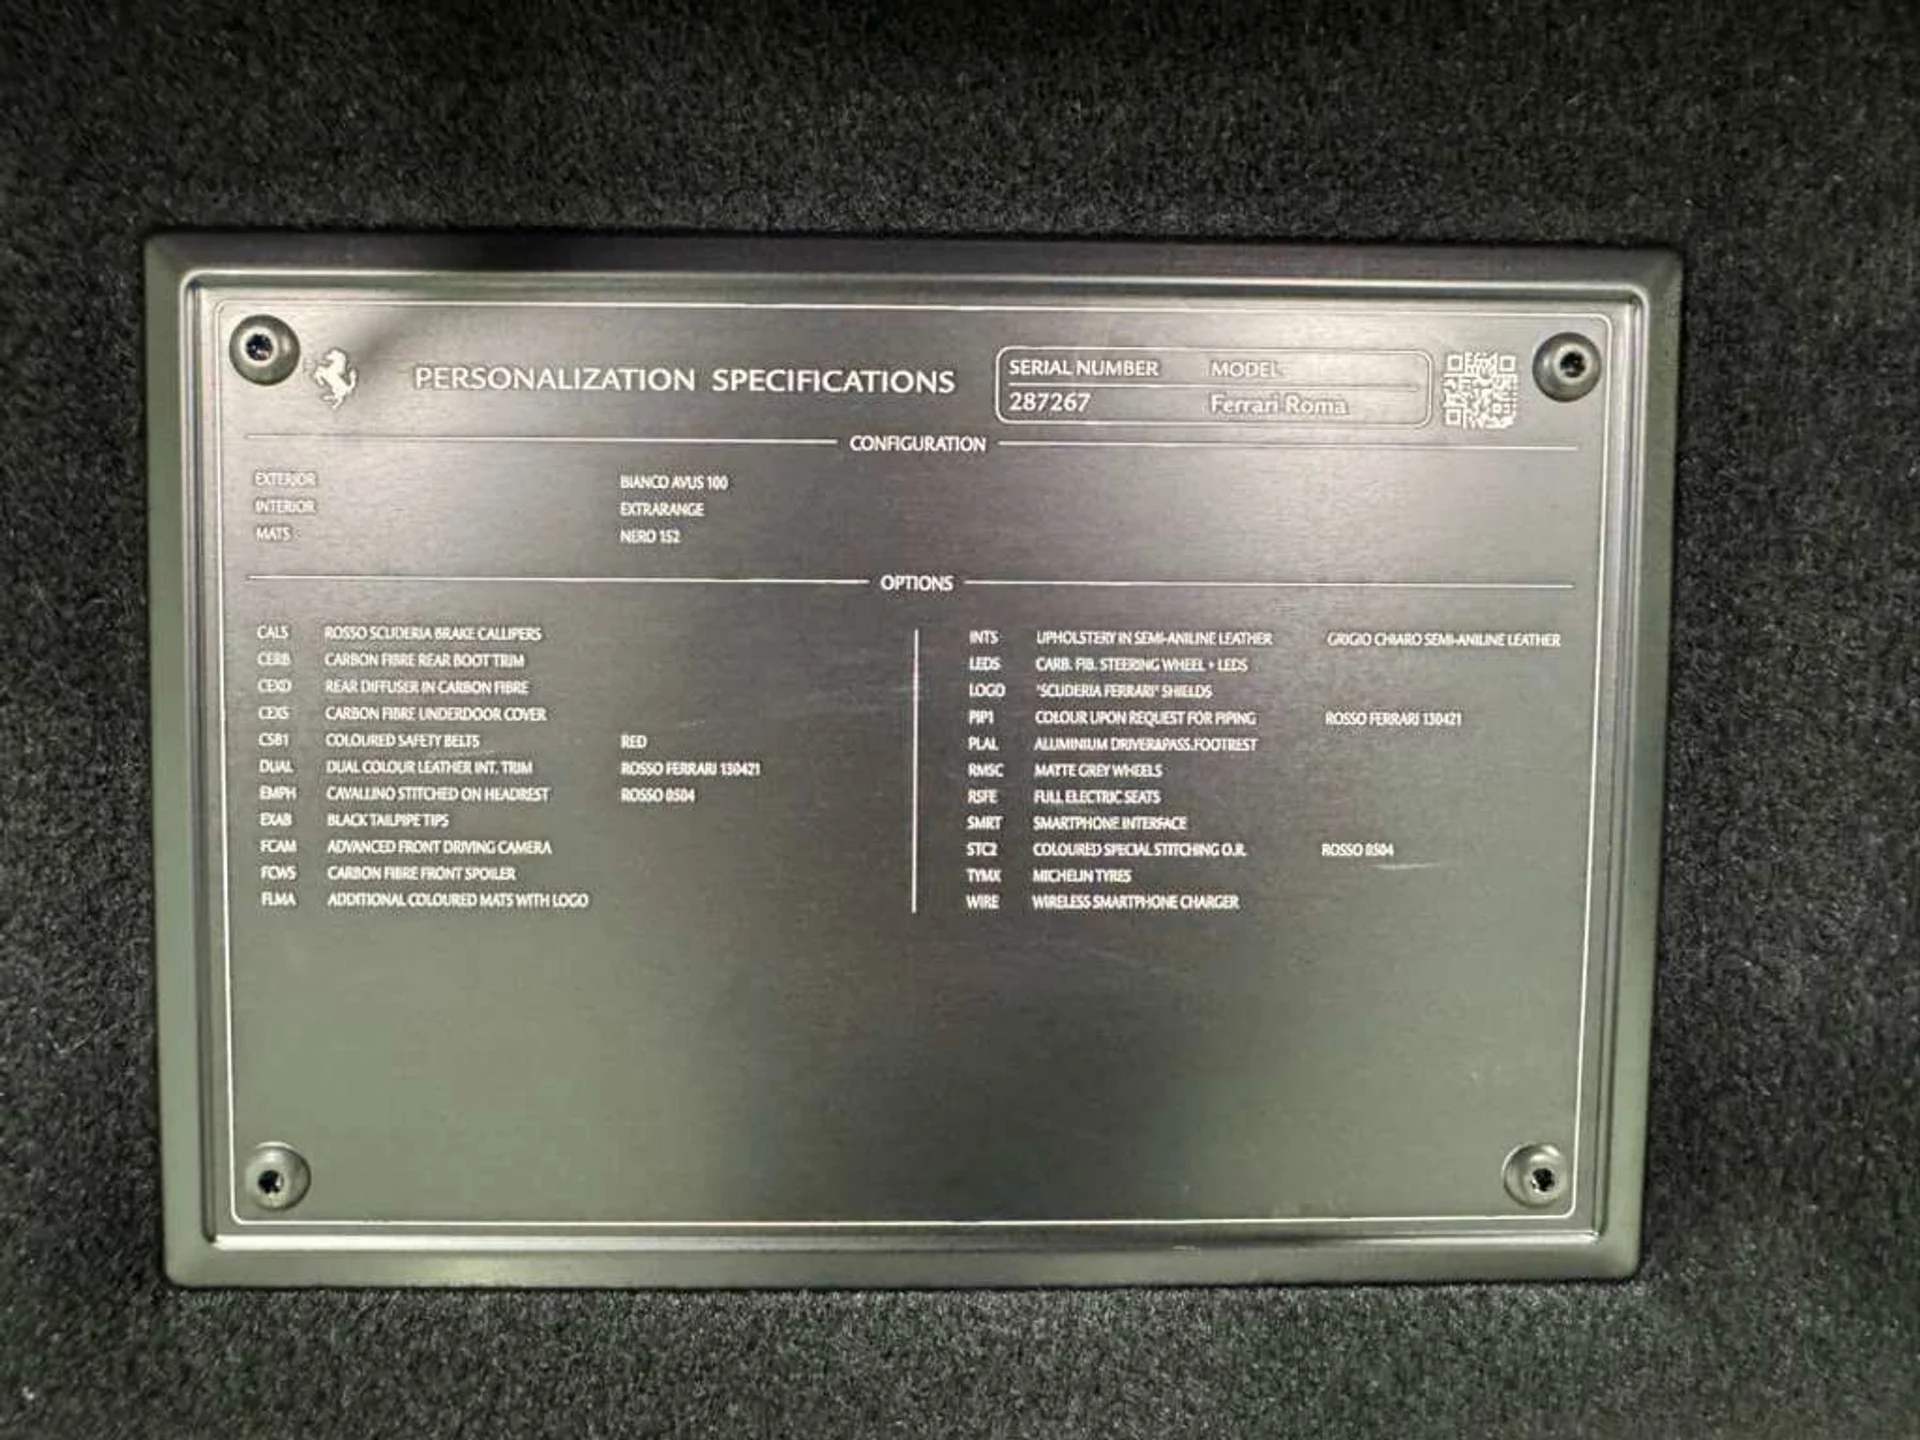 PERSONALIZATION SPECIFICATIONS
SERIAL NUMBER MODEL
287267 Ferrari Roma
CONFIGURATION
EXTERIOR BIANCO AVUS 100
INTERIOR EXTRARANGE
MATS NERO 152
OPTIONS
CAL5 ROSSO SCUDERIA BRAKE CALLIPERS
CERB CARBON FIBRE REAR BOOT TRIM
CEXD REAR DIFFUSER IN CARBON FIBRE
CEXS CARBON FIBRE UNDERDOOR COVER
CSB1 COLOURED SAFETY BELTS RED
DUAL DUAL COLOUR LEATHER INT. TRIM ROSSO FERRARI 130421
EMPH CAVALLINO STITCHED ON HEADREST ROSSO 0504
EXAB BLACK TAILPIPE TIPS
FCAM ADVANCED FRONT DRIVING CAMERA
FCWS CARBON FIBRE FRONT SPOILER
FLMA ADDITIONAL COLOURED MATS WITH LOGO
INTS UPHOLSTERY IN SEMI-ANILINE LEATHER GRIGIO CHIARO SEMI-ANILINE LEATHER
LEDS CARB. FIB. STEERING WHEEL + LEDS
LOGO "SCUDERIA FERRARI" SHIELDS
PIP1 COLOUR UPON REQUEST FOR PIPING ROSSO FERRARI 130421
PLAL ALUMINIUM DRIVER&PASS.FOOTREST
RMSC MATTE GREY WHEELS
RSFE FULL ELECTRIC SEATS
SMRT SMARTPHONE INTERFACE
STC2 COLOURED SPECIAL STITCHING O.R. ROSSO 0504
TYMX MICHELIN TYRES
WIRE WIRELESS SMARTPHONE CHARGER